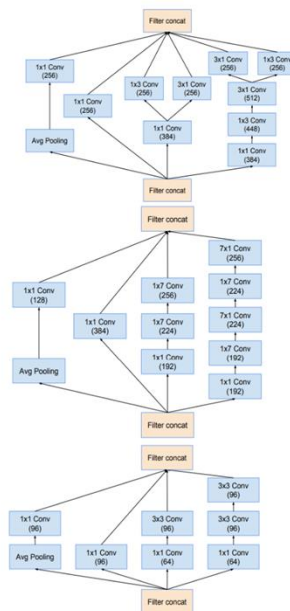 Filter concat
3x1 Conv
(256)
1x3 Conv
(256)
1x3 Conv
(256)
3x1 Conv
(256)
1x1 Conv
(256)
3x1 Conv
(512)
1x1 Conv
(256)
1x3 Conv
(448)
1x1 Conv
(384)
Avg Pooling
1x1 Conv
(384)
Filter concat
Filter concat
7x1 Conv
(256)
1x1 Conv
(128)
1x7 Conv
(256)
1x7 Conv
(224)
1x1 Conv
(384)
1x7 Conv
(224)
7x1 Conv
(224)
1x1 Conv
(192)
1x7 Conv
(192)
Avg Pooling
1x1 Conv
(192)
Filter concat
Filter concat
3x3 Conv
(96)
1x1 Conv
(96)
3x3 Conv
(96)
3x3 Conv
(96)
Avg Pooling
1x1 Conv
(96)
1x1 Conv
(64)
1x1 Conv
(64)
Filter concat